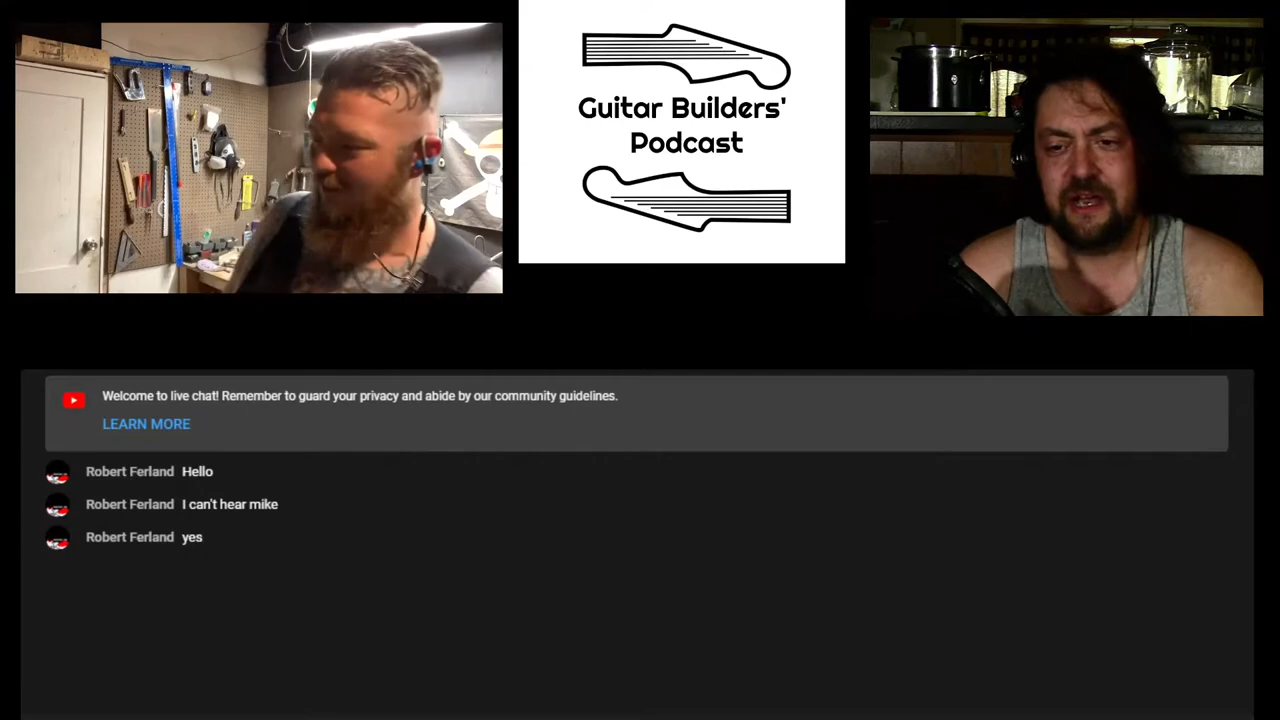 Guitar Builders'
Podcast
Welcome to live chat! Remember to guard your privacy and abide by our community guidelines.
LEARN MORE
Robert Ferland Hello
Robert Ferland I can't hear mike
Robert Ferland yes